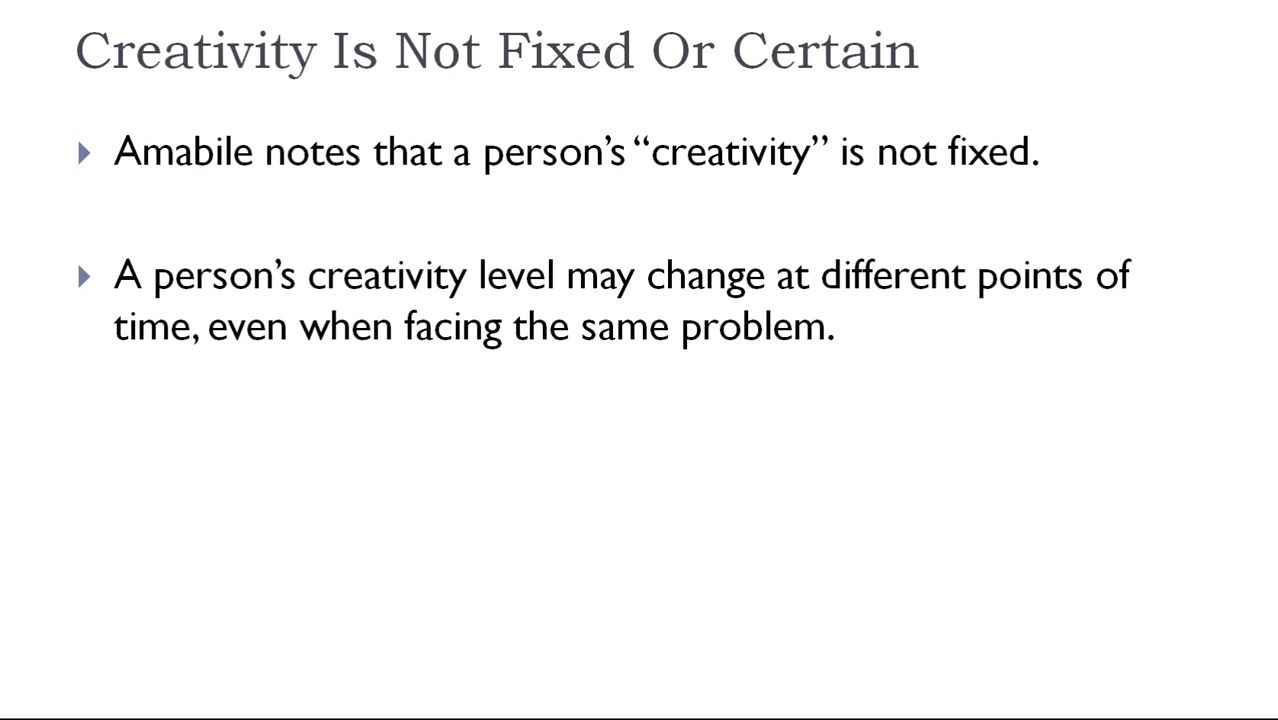 Creativity Is Not Fixed Or Certain
Amabile notes that a person’s “creativity” is not fixed.
A person’s creativity level may change at different points of
time, even when facing the same problem.